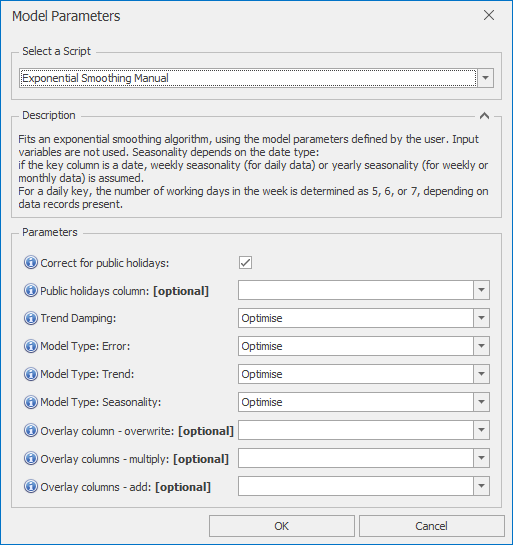 Model Parameters
Select a Script
Exponential Smoothing Manual
Description
Fits an exponential smoothing algorithm, using the model parameters defined by the user. Input
variables are not used. Seasonality depends on the date type:
if the key column is a date, weekly seasonality (for daily data) or yearly seasonality (for weekly or
monthly data) is assumed.
For a daily key, the number of working days in the week is determined as 5, 6, or 7, depending on
data records present.
Parameters
Correct for public holidays:
Public holidays column: [optional]
Trend Damping: Optimise
Model Type: Error: Optimise
Model Type: Trend: Optimise
Model Type: Seasonality: Optimise
Overlay column - overwrite: [optional]
Overlay columns - multiply: [optional]
Overlay columns - add: [optional]
OK Cancel